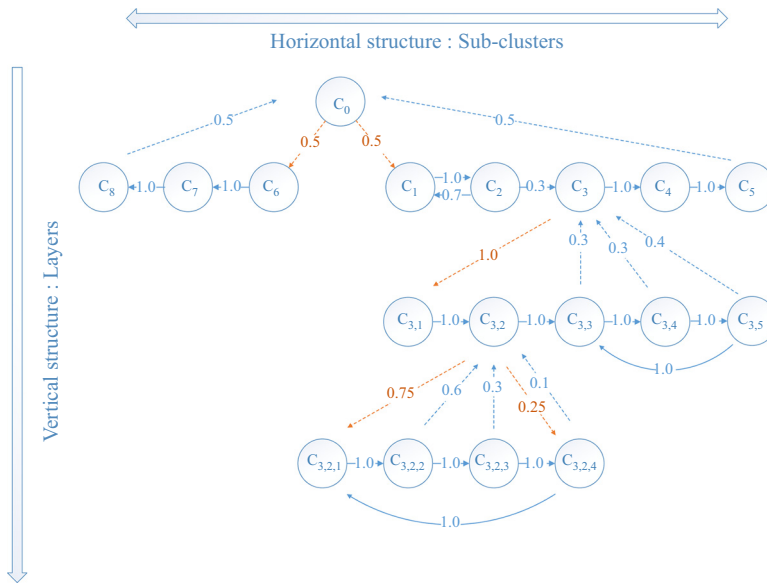 Horizontal structure : Sub-clusters
Vertical structure : Layers
C0
0.5
0.5
0.5
0.5
C8
1.0
C7
1.0
C6
C1
1.0
0.7
C2
0.3
C3
1.0
C4
1.0
C5
1.0
0.3
0.3
0.4
C3,1
1.0
C3,2
1.0
C3,3
1.0
C3,4
1.0
C3,5
1.0
0.75
0.6
0.3
0.25
0.1
C3,2,1
1.0
C3,2,2
1.0
C3,2,3
1.0
C3,2,4
1.0